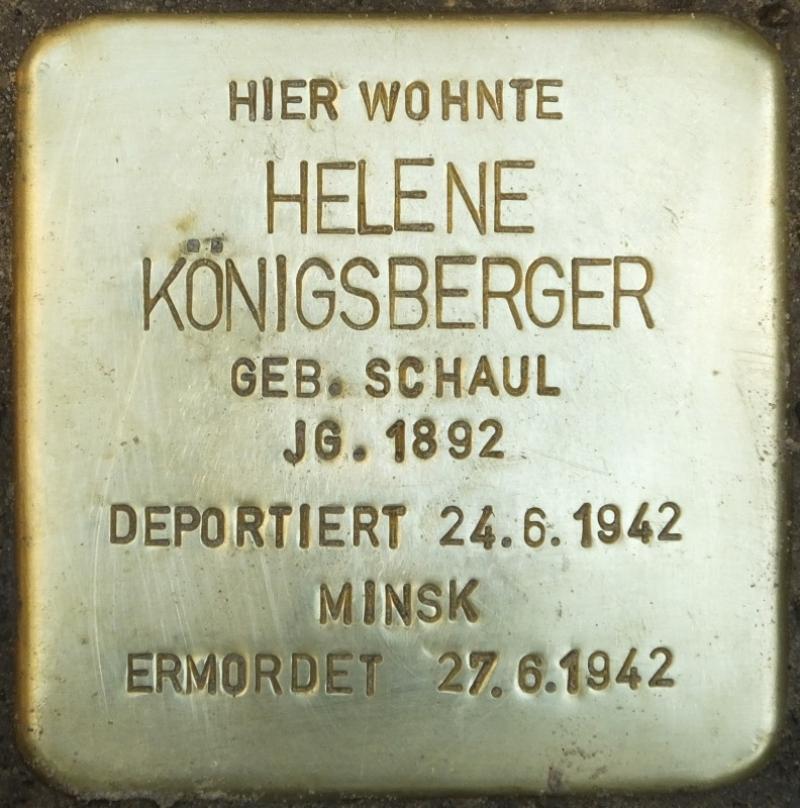 HIER WOHNTE
HELENE
KÖNIGSBERGER
GEB. SCHAUL
JG. 1892
DEPORTIERT 24.6.1942
MINSK
ERMORDET 27.6.1942